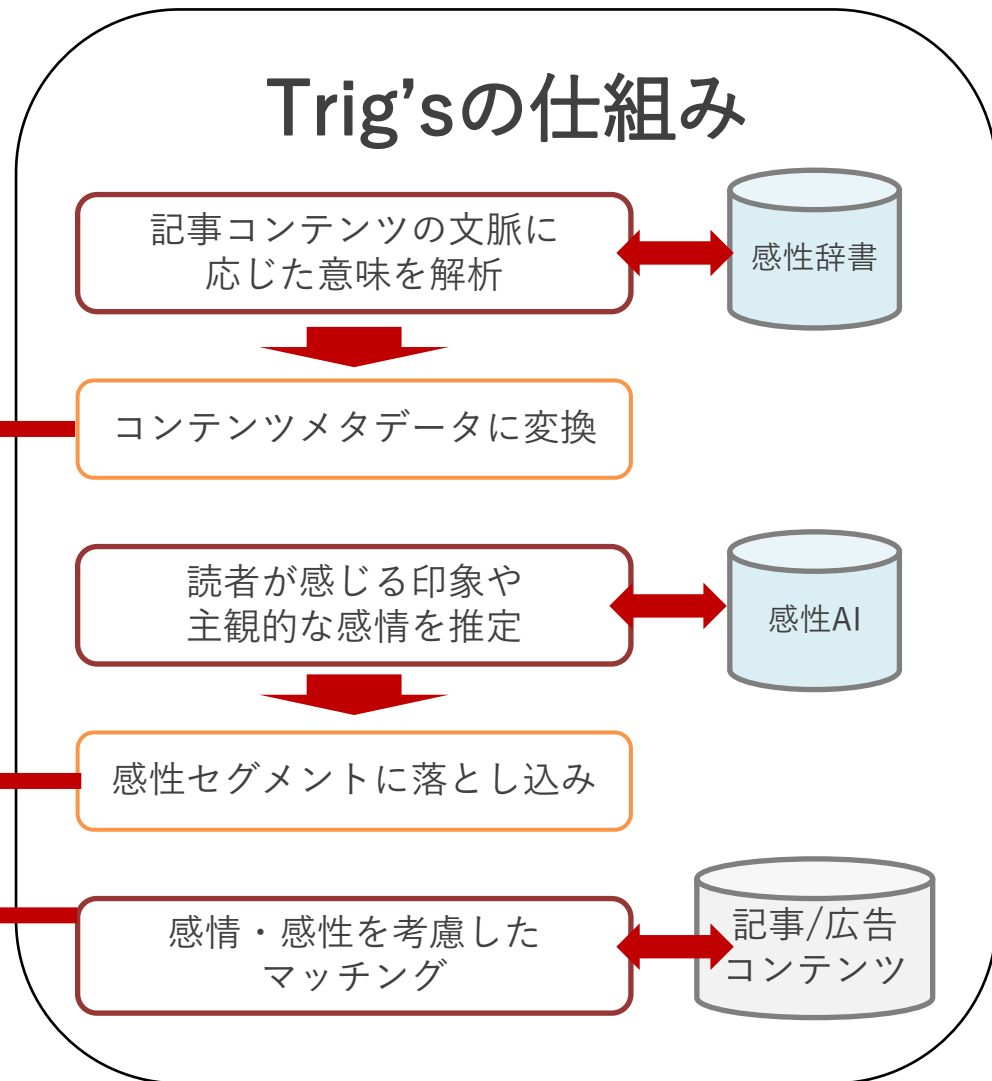 Trig’sの仕組み
記事コンテンツの文脈に
応じた意味を解析
感性辞書
コンテンツメタデータに変換
読者が感じる印象や
主観的な感情を推定
感性AI
感性セグメントに落とし込み
感情・感性を考慮した
マッチング
記事/広告
コンテンツ